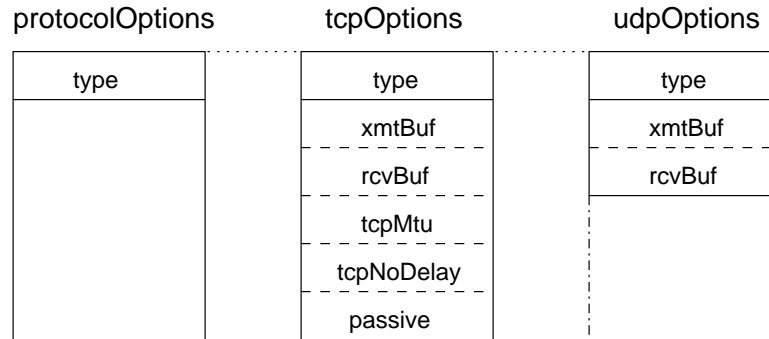 protocolOptions tcpOptions udpOptions
type type type
xmtBuf xmtBuf
rcvBuf rcvBuf
tcpMtu
tcpNoDelay
passive